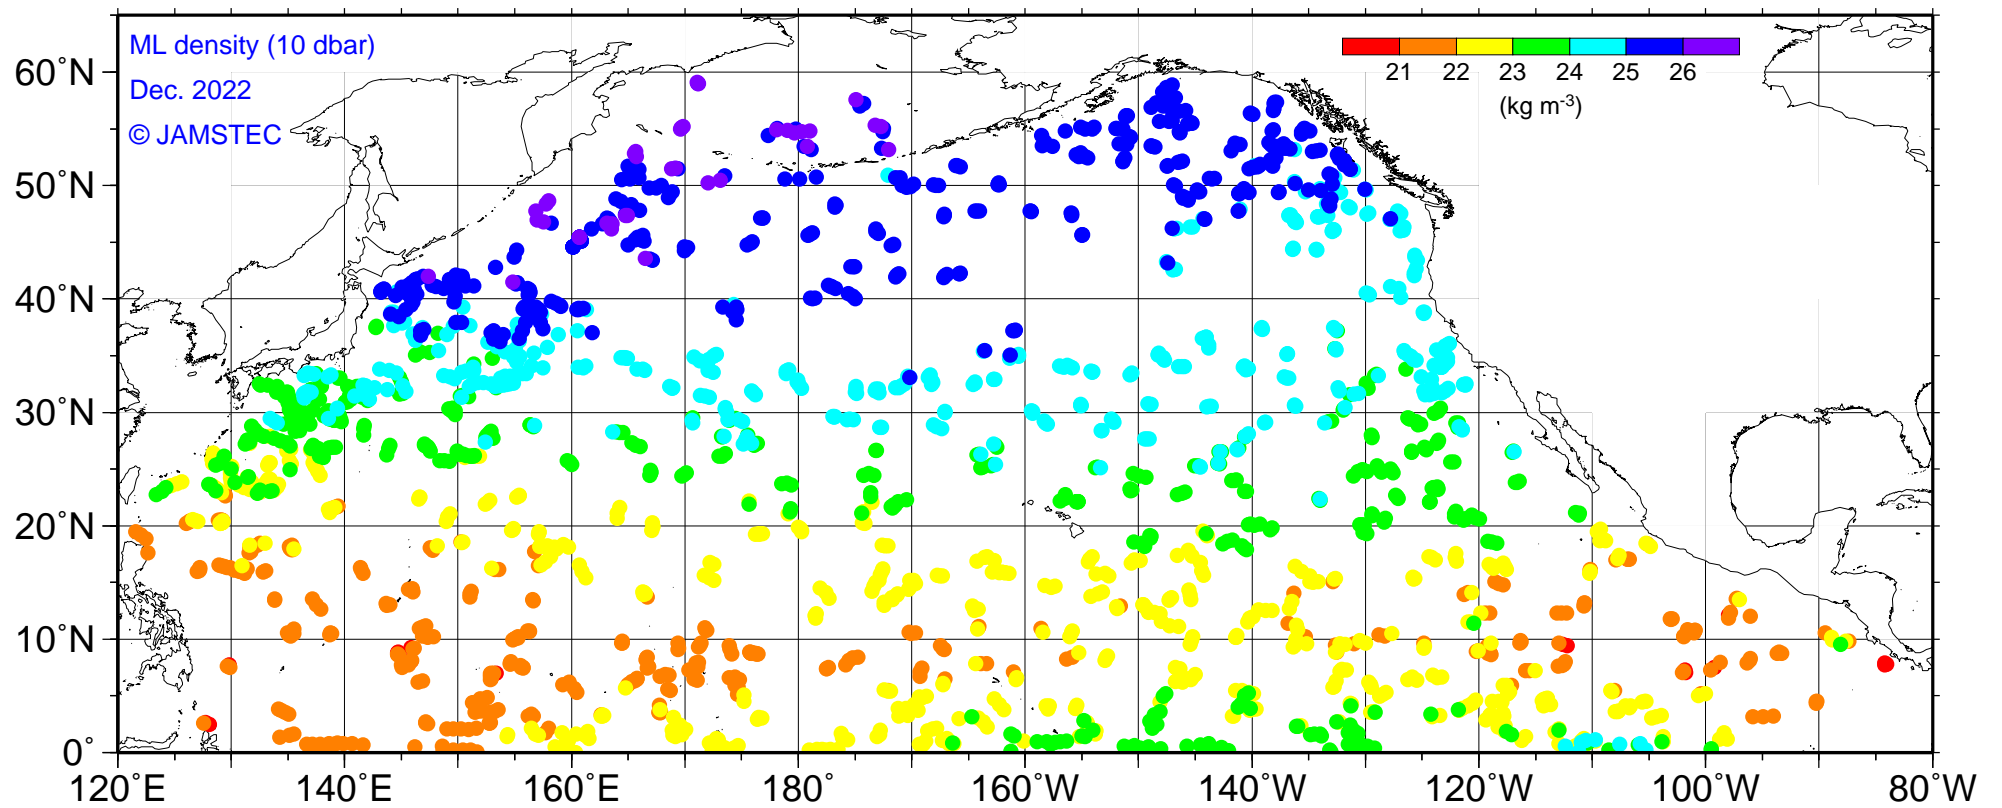 ML density (10 dbar)
Dec. 2022
© JAMSTEC
21 22 23 24 25 26
(kg m-3)
60˚N
50˚N
40˚N
30˚N
20˚N
10˚N
0˚
120˚E 140˚E 160˚E 180˚ 160˚W 140˚W 120˚W 100˚W 80˚W